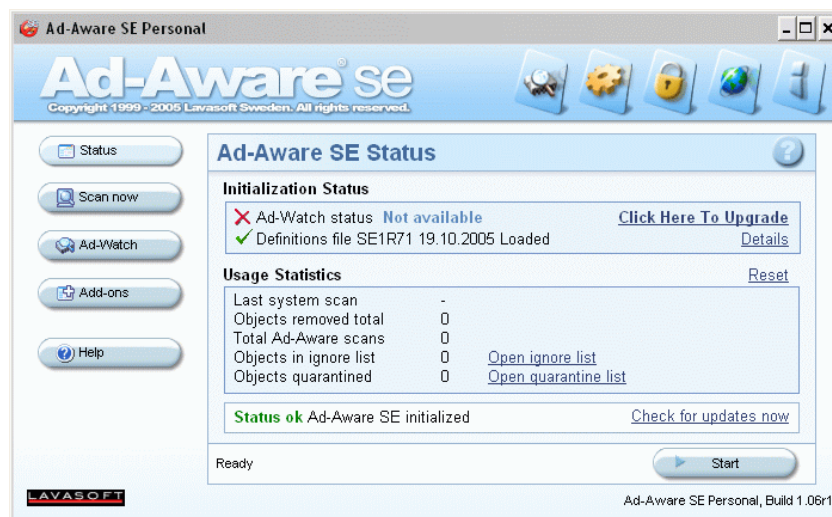 Ad-Aware SE Personal
Ad-Aware® se
Copyright 1999 - 2005 Lavasoft Sweden. All rights reserved.
Status
Scan now
Ad-Watch
Add-ons
Help
Ad-Aware SE Status
Initialization Status
Ad-Watch status Not available Click Here To Upgrade
Definitions file SE1R71 19.10.2005 Loaded Details
Usage Statistics Reset
Last system scan -
Objects removed total 0
Total Ad-Aware scans 0
Objects in ignore list 0 Open ignore list
Objects quarantined 0 Open quarantine list
Status ok Ad-Aware SE initialized Check for updates now
Ready Start
LAVASOFT
Ad-Aware SE Personal, Build 1.06r1